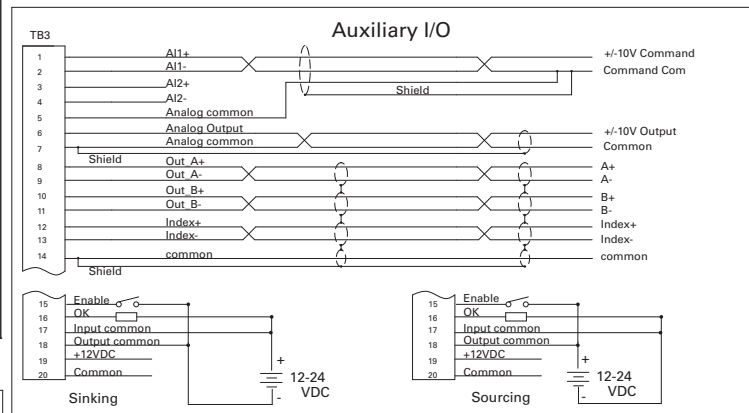 Auxiliary I/O
TB3
1 AI1+ +/-10V Command
2 AI1- Command Com
3 AI2+ Shield
4 AI2-
5 Analog common
6 Analog Output +/-10V Output
7 Analog common Common
Shield
8 Out_A+ A+
9 Out_A- A-
10 Out_B+ B+
11 Out_B- B-
12 Index+ Index+
13 Index- Index-
14 common common
Shield
15 Enable
16 OK
17 Input common
18 Output common
19 +12VDC
20 Common
+
12-24
VDC
-
Sinking
15 Enable
16 OK
17 Input common
18 Output common
19 +12VDC
20 Common
+
12-24
VDC
-
Sourcing